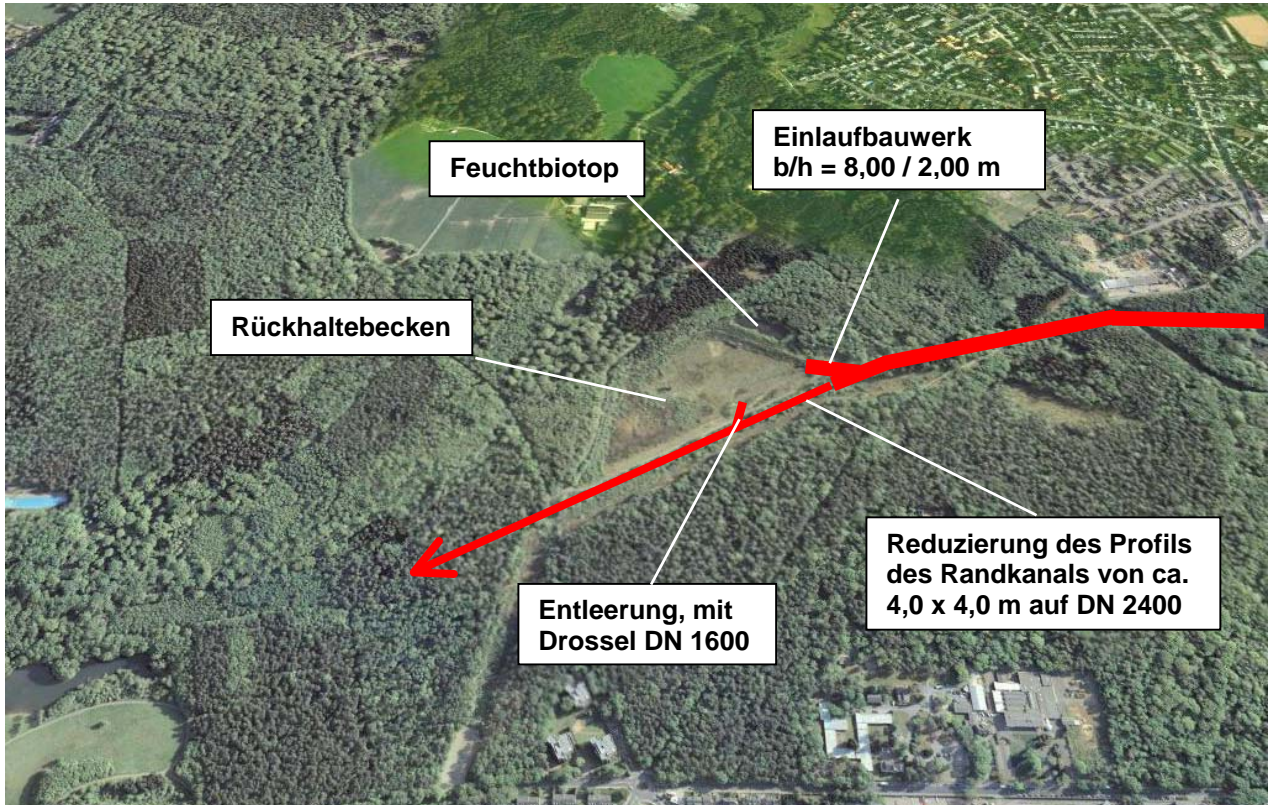 Einlaufbauwerk
b/h = 8,00 / 2,00 m
Feuchtbiotop
Rückhaltebecken
Reduzierung des Profils
des Randkanals von ca.
4,0 x 4,0 m auf DN 2400
Entleerung, mit
Drossel DN 1600